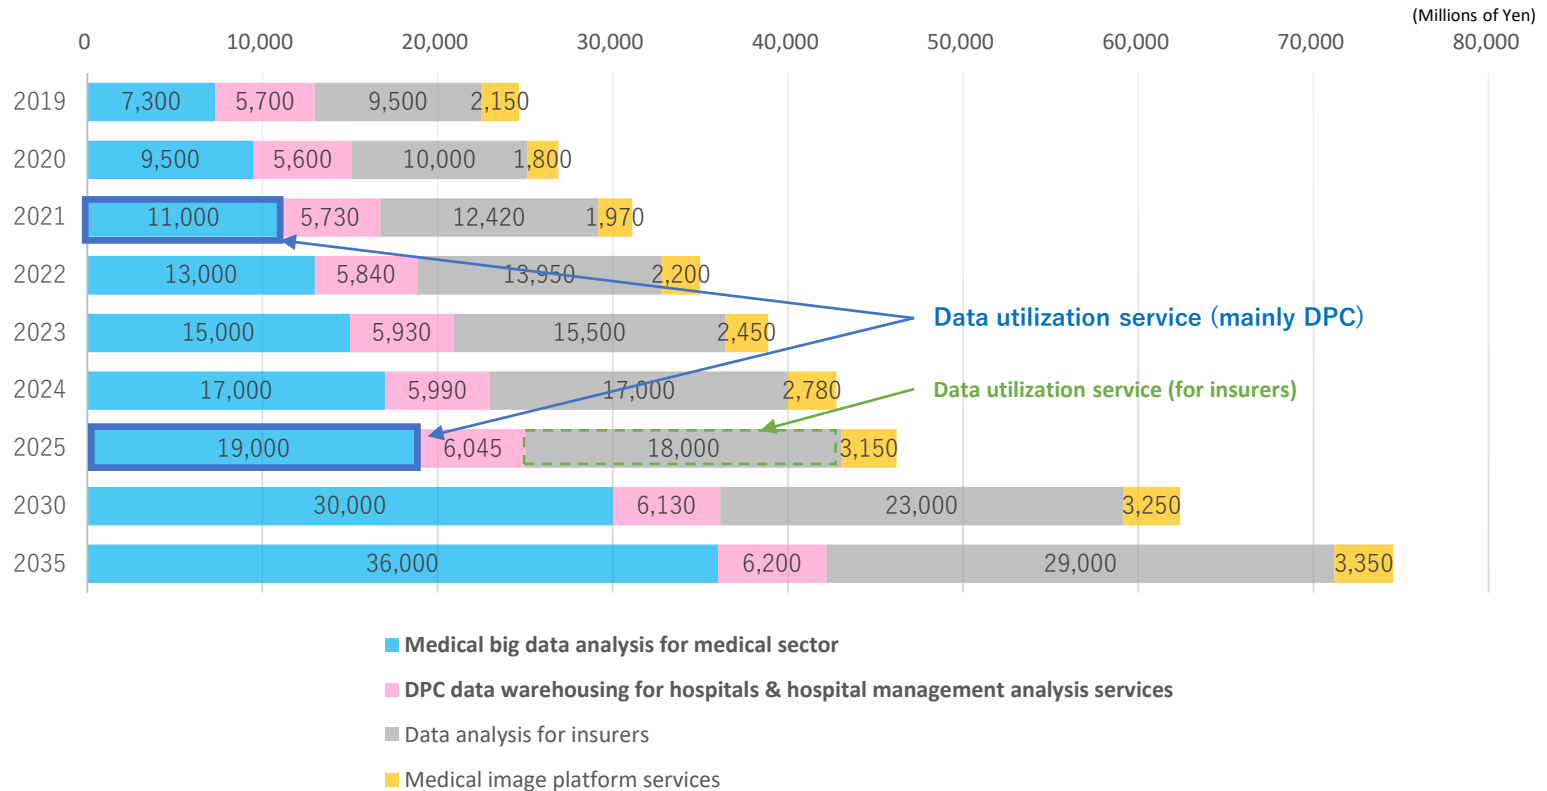 (Millions of Yen)
0 10,000 20,000 30,000 40,000 50,000 60,000 70,000 80,000
2019 7,300 5,700 9,500 2,150
2020 9,500 5,600 10,000 1,800
2021 11,000 5,730 12,420 1,970
2022 13,000 5,840 13,950 2,200
Data utilization service (mainly DPC)
2023 15,000 5,930 15,500 2,450
2024 17,000 5,990 17,000 2,780
Data utilization service (for insurers)
2025 19,000 6,045 18,000 3,150
2030 30,000 6,130 23,000 3,250
2035 36,000 6,200 29,000 3,350
Medical big data analysis for medical sector
DPC data warehousing for hospitals & hospital management analysis services
Data analysis for insurers
Medical image platform services